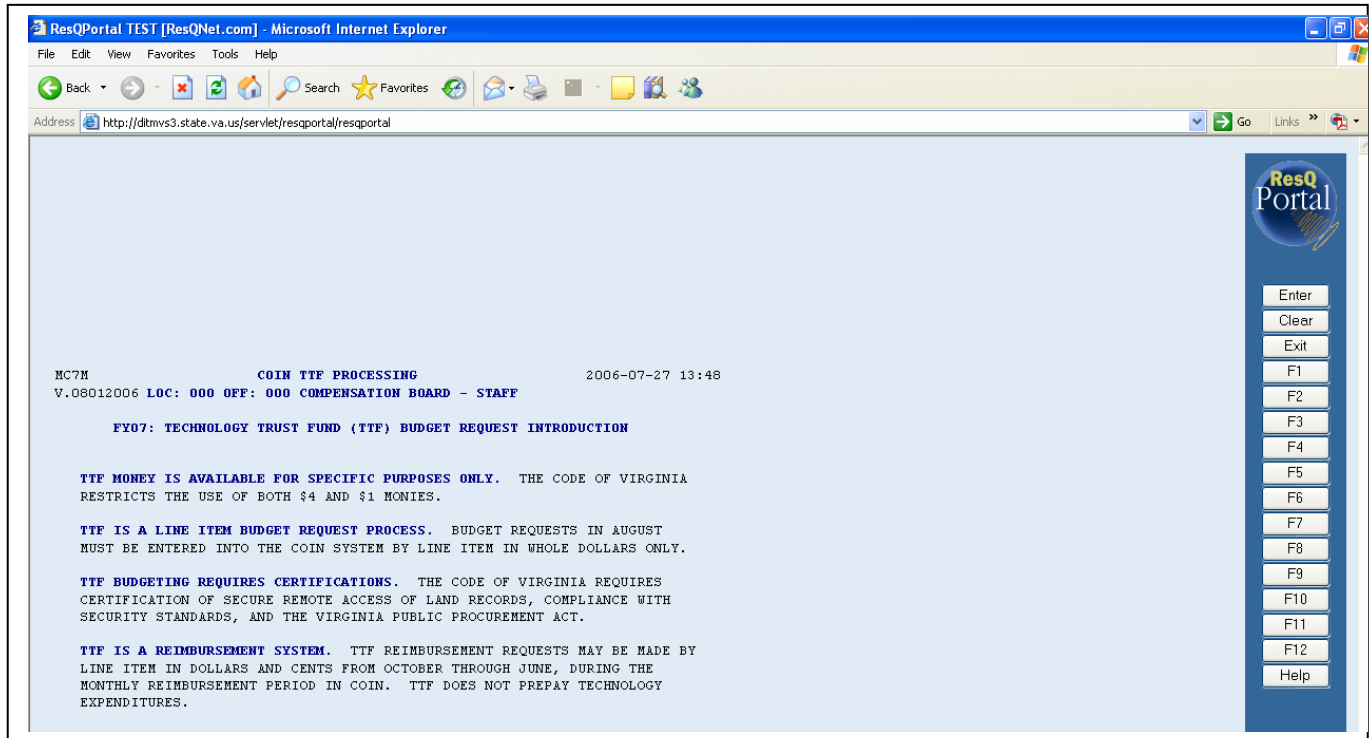 ResQPortal TEST [ResQNet.com] - Microsoft Internet Explorer
File Edit View Favorites Tools Help
Back Search Favorites
Address http://ditmvs3.state.va.us/servlet/resqportal/resqportal Go Links »
ResQ
Portal
Enter
Clear
Exit
F1
F2
F3
F4
F5
F6
F7
F8
F9
F10
F11
F12
Help
MC7M COIN TTF PROCESSING 2006-07-27 13:48
V.08012006 LOC: 000 OFF: 000 COMPENSATION BOARD - STAFF
FY07: TECHNOLOGY TRUST FUND (TTF) BUDGET REQUEST INTRODUCTION
TTF MONEY IS AVAILABLE FOR SPECIFIC PURPOSES ONLY. THE CODE OF VIRGINIA
RESTRICTS THE USE OF BOTH $4 AND $1 MONIES.
TTF IS A LINE ITEM BUDGET REQUEST PROCESS. BUDGET REQUESTS IN AUGUST
MUST BE ENTERED INTO THE COIN SYSTEM BY LINE ITEM IN WHOLE DOLLARS ONLY.
TTF BUDGETING REQUIRES CERTIFICATIONS. THE CODE OF VIRGINIA REQUIRES
CERTIFICATION OF SECURE REMOTE ACCESS OF LAND RECORDS, COMPLIANCE WITH
SECURITY STANDARDS, AND THE VIRGINIA PUBLIC PROCUREMENT ACT.
TTF IS A REIMBURSEMENT SYSTEM. TTF REIMBURSEMENT REQUESTS MAY BE MADE BY
LINE ITEM IN DOLLARS AND CENTS FROM OCTOBER THROUGH JUNE, DURING THE
MONTHLY REIMBURSEMENT PERIOD IN COIN. TTF DOES NOT PREPAY TECHNOLOGY
EXPENDITURES.